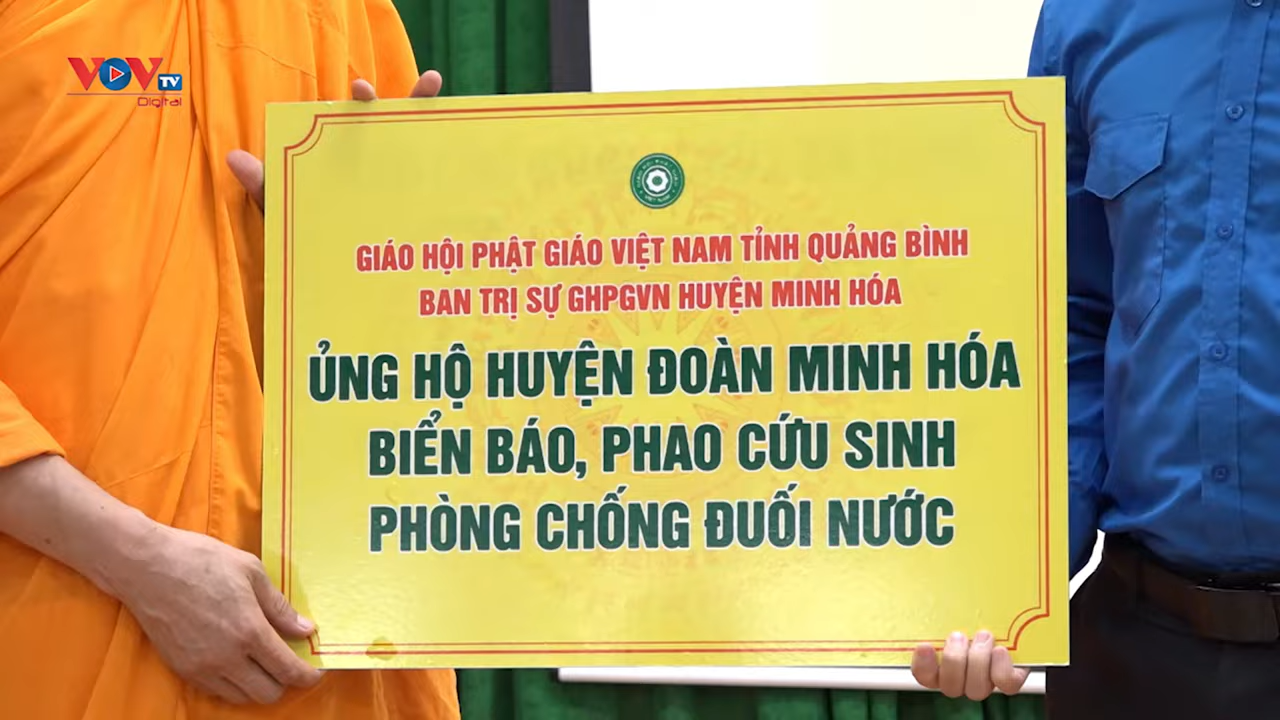 VOV TV
Digital
GIÁO HỘI PHẬT GIÁO VIỆT NAM TỈNH QUẢNG BÌNH
BAN TRỊ SỰ GHPGVN HUYỆN MINH HÓA
ỦNG HỘ HUYỆN ĐOÀN MINH HÓA
BIỂN BÁO, PHAO CỨU SINH
PHÒNG CHỐNG ĐUỐI NƯỚC